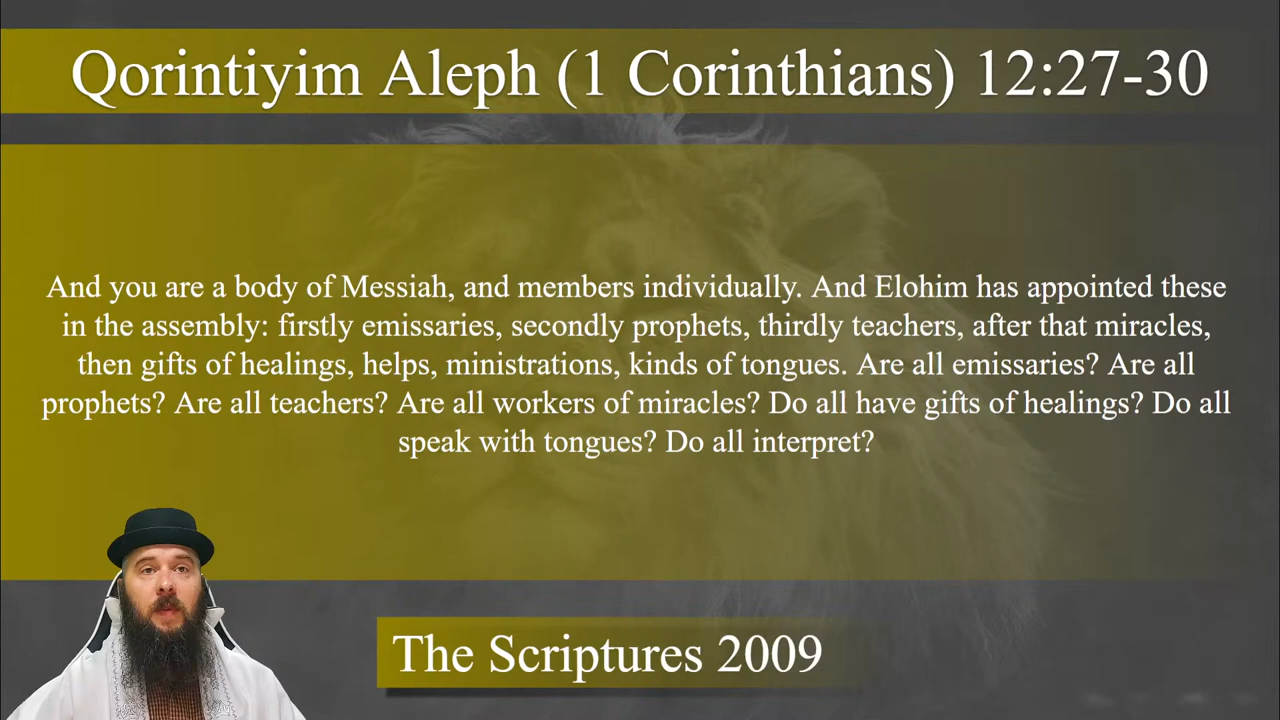 Qorintiyim Aleph (1 Corinthians) 12:27-30
And you are a body of Messiah, and members individually. And Elohim has appointed these
in the assembly: firstly emissaries, secondly prophets, thirdly teachers, after that miracles,
then gifts of healings, helps, ministrations, kinds of tongues. Are all emissaries? Are all
prophets? Are all teachers? Are all workers of miracles? Do all have gifts of healings? Do all
speak with tongues? Do all interpret?
The Scriptures 2009